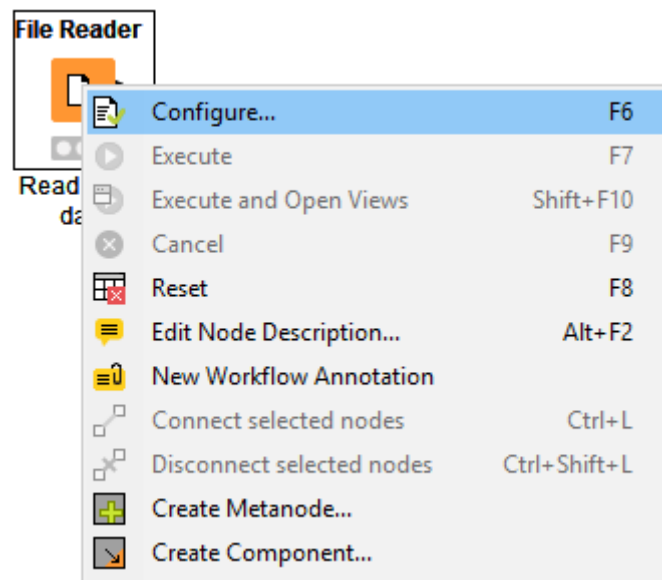 File Reader
Configure... F6
Execute F7
Read
Execute and Open Views Shift+F10
Cancel F9
Reset F8
Edit Node Description... Alt+F2
New Workflow Annotation
Connect selected nodes Ctrl+L
Disconnect selected nodes Ctrl+Shift+L
Create Metanode...
Create Component...